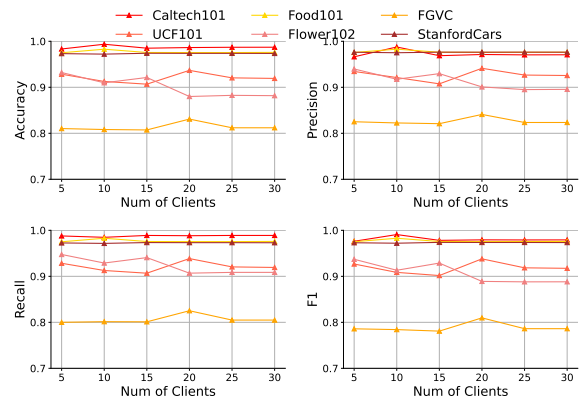 Caltech101 Food101 FGVC
UCF101 Flower102 StanfordCars
1.0
0.9
0.8
0.7
Accuracy
5 10 15 20 25 30
Num of Clients
1.0
0.9
0.8
0.7
Precision
5 10 15 20 25 30
Num of Clients
1.0
0.9
0.8
0.7
Recall
5 10 15 20 25 30
Num of Clients
1.0
0.9
0.8
0.7
F1
5 10 15 20 25 30
Num of Clients